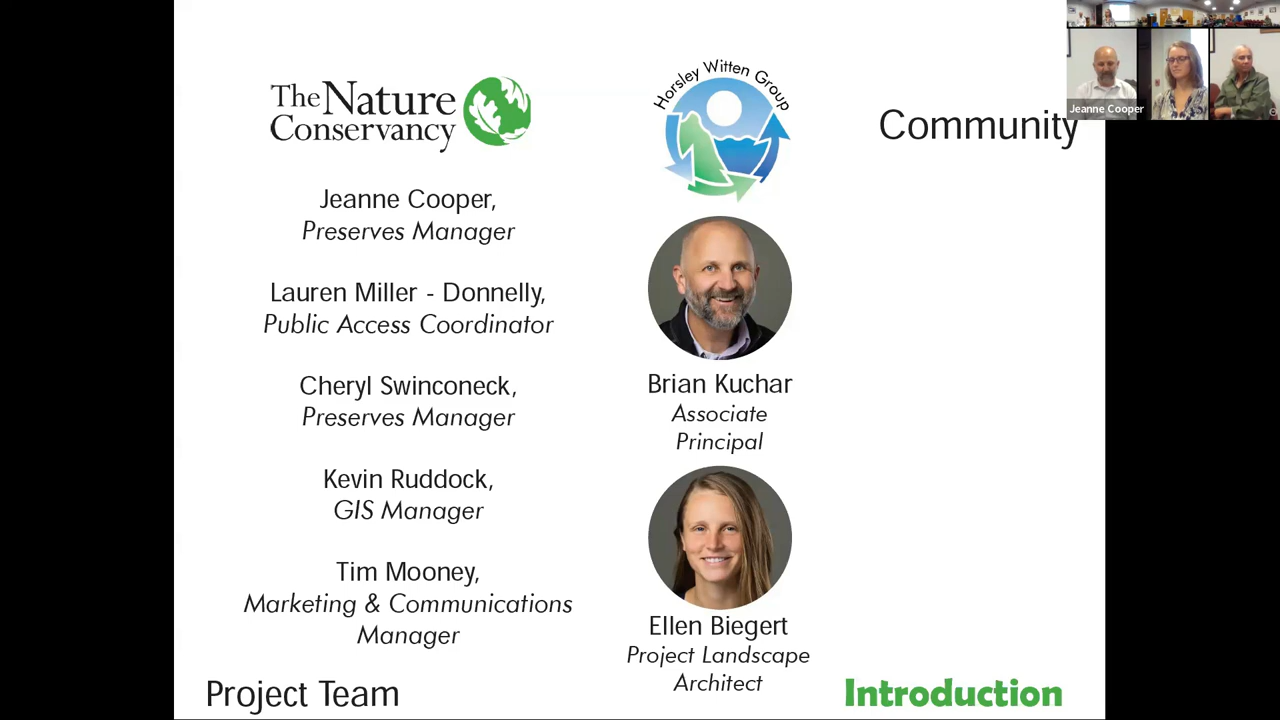 The Nature
Conservancy
Jeanne Cooper,
Preserves Manager
Lauren Miller - Donnelly,
Public Access Coordinator
Cheryl Swinconeck,
Preserves Manager
Kevin Ruddock,
GIS Manager
Tim Mooney,
Marketing & Communications
Manager
Horsley Witten Group
Brian Kuchar
Associate
Principal
Ellen Biegert
Project Landscape
Architect
Community
Jeanne Cooper
Project Team
Introduction